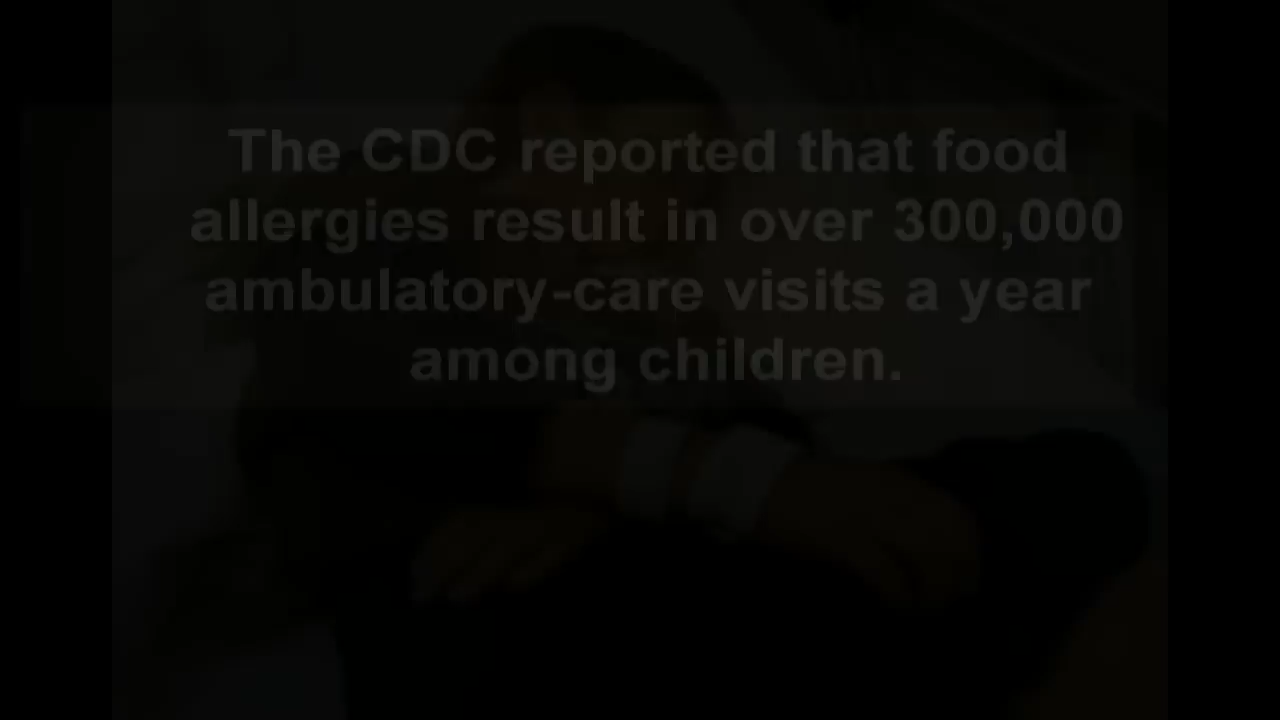 The CDC reported that food
allergies result in over 300,000
ambulatory-care visits a year
among children.